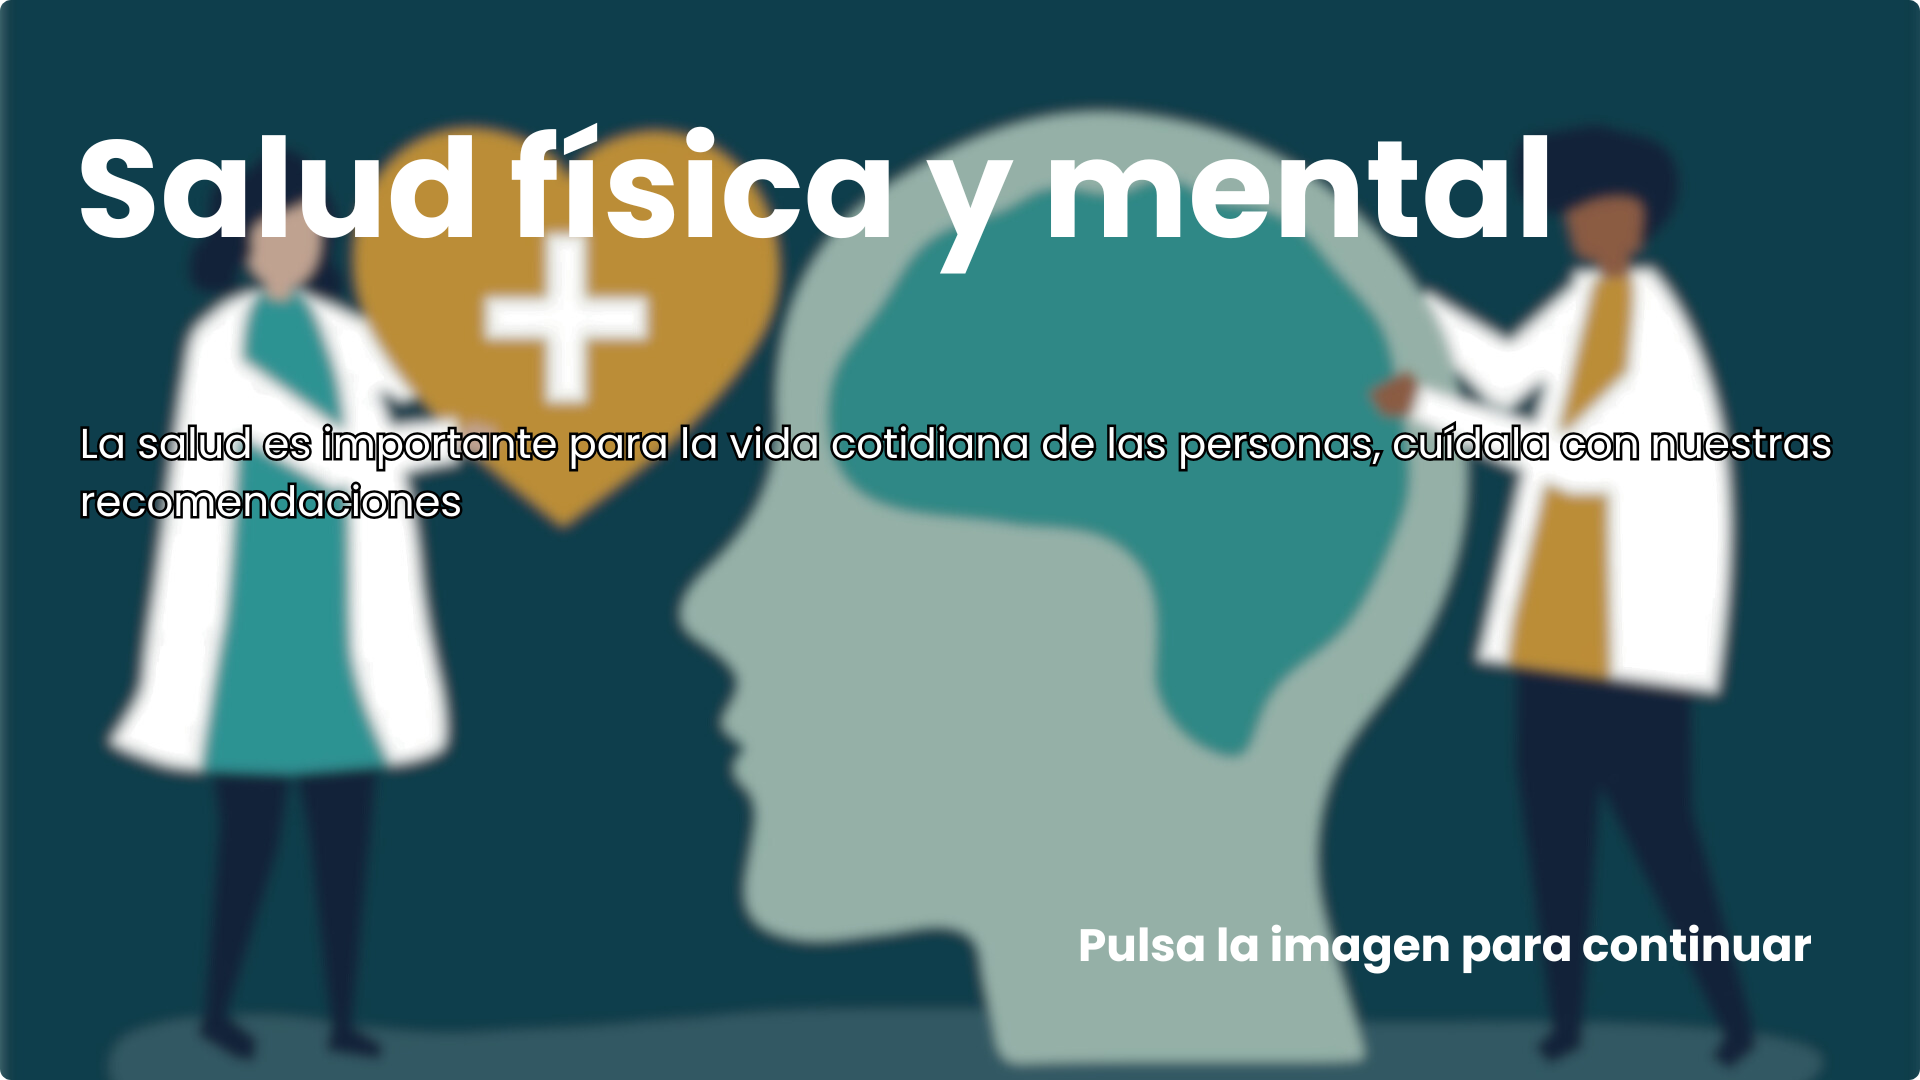 Salud física y mental
La salud es importante para la vida cotidiana de las personas, cuídala con nuestras
recomendaciones
Pulsa la imagen para continuar